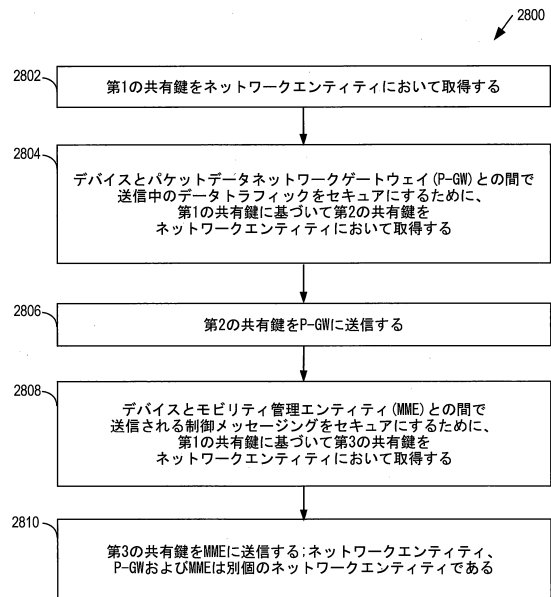 2800
2802
第1の共有鍵をネットワークエンティティにおいて取得する
2804
デバイスとパケットデータネットワークゲートウェイ(P-GW)との間で
送信中のデータトラフィックをセキュアにするために、
第1の共有鍵に基づいて第2の共有鍵を
ネットワークエンティティにおいて取得する
2806
第2の共有鍵をP-GWに送信する
2808
デバイスとモビリティ管理エンティティ(MME)との間で
送信される制御メッセージングをセキュアにするために、
第1の共有鍵に基づいて第3の共有鍵を
ネットワークエンティティにおいて取得する
2810
第3の共有鍵をMMEに送信する;ネットワークエンティティ、
P-GWおよびMMEは別個のネットワークエンティティである